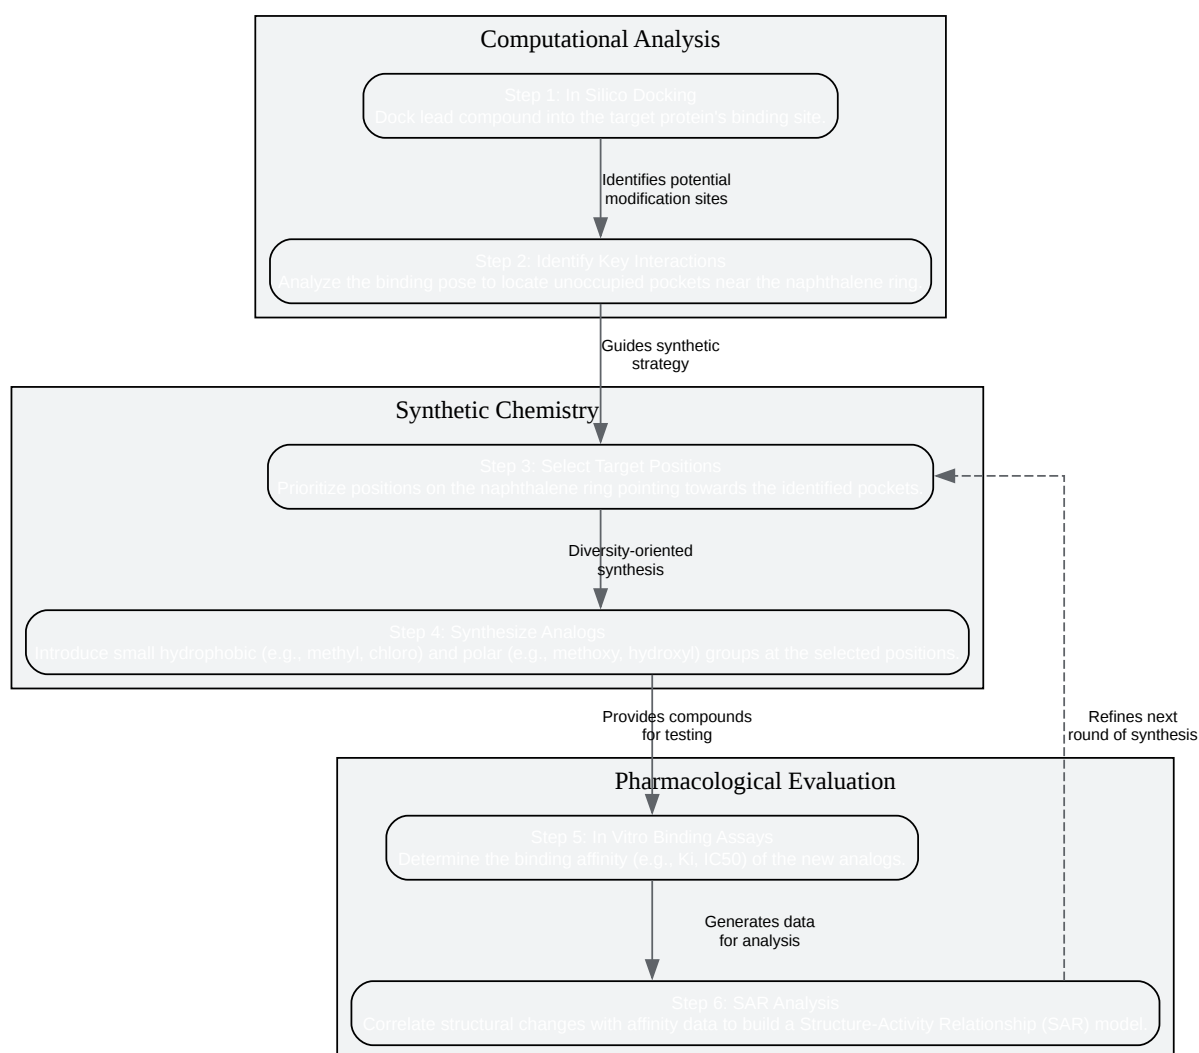 Computational Analysis
Step 1: In Silico Docking
Dock lead compound into the target protein's binding site.
Identifies potential
modification sites
Step 2: Identify Key Interactions
Analyze the binding pose to locate unoccupied pockets near the naphthalene ring.
Guides synthetic
strategy
Synthetic Chemistry
Step 3: Select Target Positions
Prioritize positions on the naphthalene ring pointing towards the identified pockets.
Diversity-oriented
synthesis
Step 4: Synthesize Analogs
Introduce small hydrophobic (e.g., methyl, chloro) and polar (e.g., methoxy, hydroxyl) groups at the selected positions.
Provides compounds
for testing
Refines next
round of synthesis
Pharmacological Evaluation
Step 5: In Vitro Binding Assays
Determine the binding affinity (e.g., Ki, IC50) of the new analogs.
Generates data
for analysis
Step 6: SAR Analysis
Correlate structural changes with affinity data to build a Structure-Activity Relationship (SAR) model.